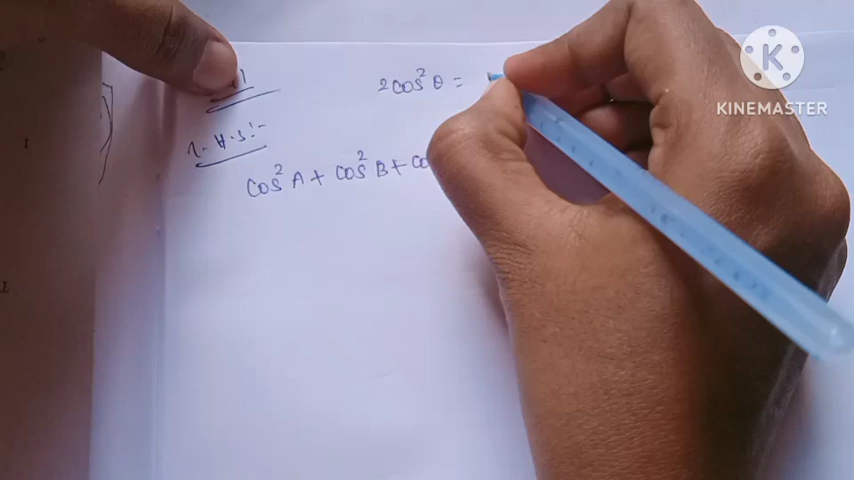 2cos²θ =
L.H.S:-
cos²A + cos²B + co
KINEMASTER